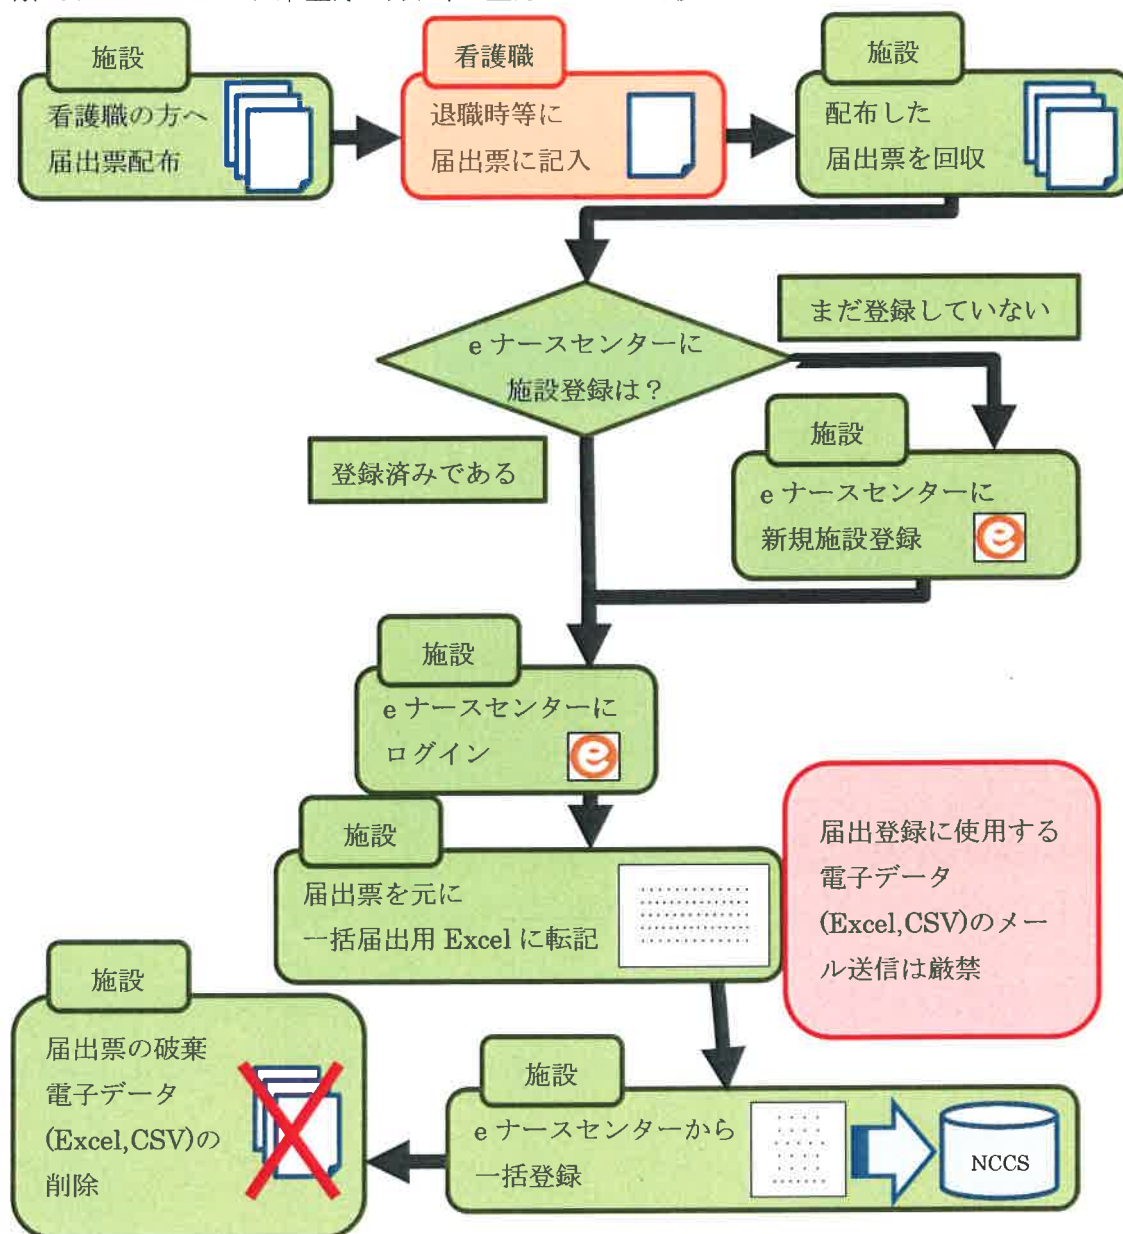 施設
看護職の方へ
届出票配布
看護職
退職時等に
届出票に記入
施設
配布した
届出票を回収
e ナースセンターに
施設登録は？
まだ登録していない
登録済みである
施設
e ナースセンターに
新規施設登録
e
施設
e ナースセンターに
ログイン
e
施設
届出票を元に
一括届出用 Excel に転記
届出登録に使用する
電子データ
(Excel,CSV)のメー
ル送信は厳禁
施設
e ナースセンターから
一括登録
NCCS
施設
届出票の破棄
電子データ
(Excel,CSV)の
削除